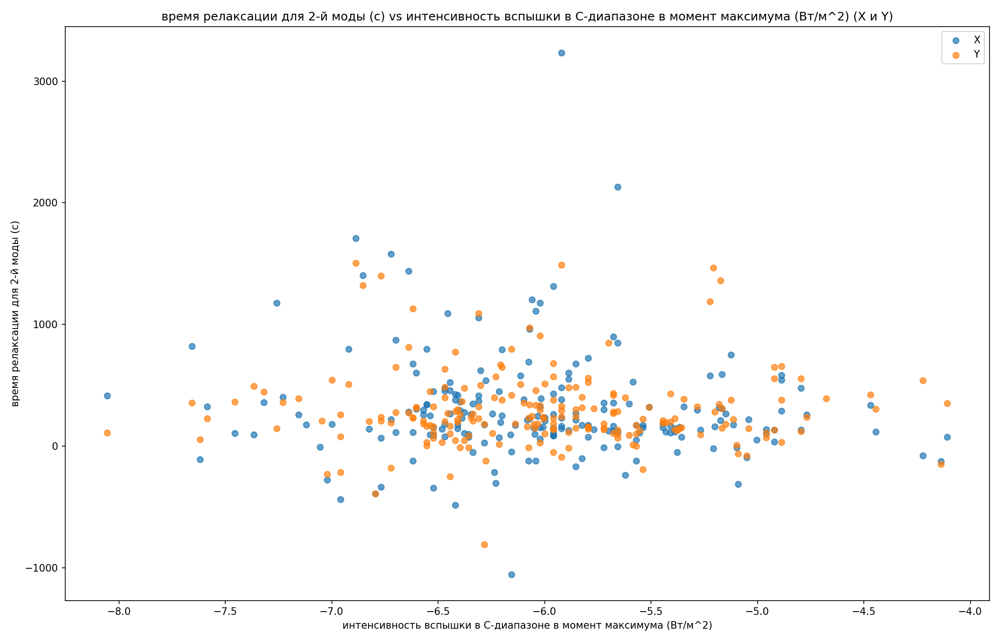 время релаксации для 2-й моды (с) vs интенсивность вспышки в С-диапазоне в момент максимума (Вт/м^2) (X и Y)
X
Y
время релаксации для 2-й моды (с)
3000
2000
1000
0
−1000
−8.0
−7.5
−7.0
−6.5
−6.0
−5.5
−5.0
−4.5
−4.0
интенсивность вспышки в С-диапазоне в момент максимума (Вт/м^2)